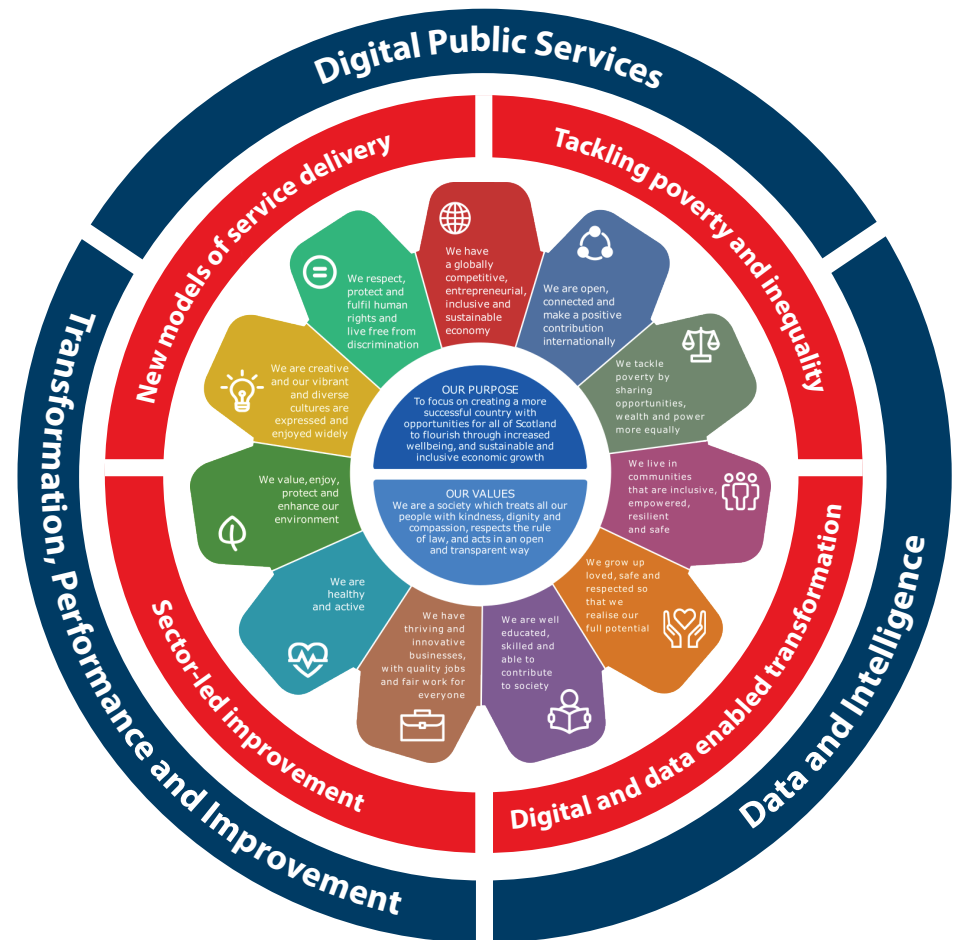 Digital Public Services
Transformation, Performance and Improvement
Data and Intelligence
New models of service delivery
Tackling poverty and inequality
Sector-led improvement
Digital and data enabled transformation
We have
a globally
competitive,
entrepreneurial,
inclusive and
sustainable
economy
We are open,
connected and
make a positive
contribution
internationally
We tackle
poverty by
sharing
opportunities,
wealth and power
more equally
We live in
communities
that are inclusive,
empowered,
resilient
and safe
We grow up
loved, safe and
respected so
that we
realise our
full potential
We are well
educated,
skilled and
able to
contribute
to society
We have
thriving and
innovative
businesses,
with quality jobs
and fair work for
everyone
We are
healthy
and active
We value, enjoy,
protect and
enhance our
environment
We are creative
and our vibrant
and diverse
cultures are
expressed and
enjoyed widely
We respect,
protect and
fulfil human
rights and
live free from
discrimination
OUR PURPOSE
To focus on creating a more
successful country with
opportunities for all of Scotland
to flourish through increased
wellbeing, and sustainable and
inclusive economic growth
OUR VALUES
We are a society which treats all our
people with kindness, dignity and
compassion, respects the rule
of law, and acts in an open
and transparent way